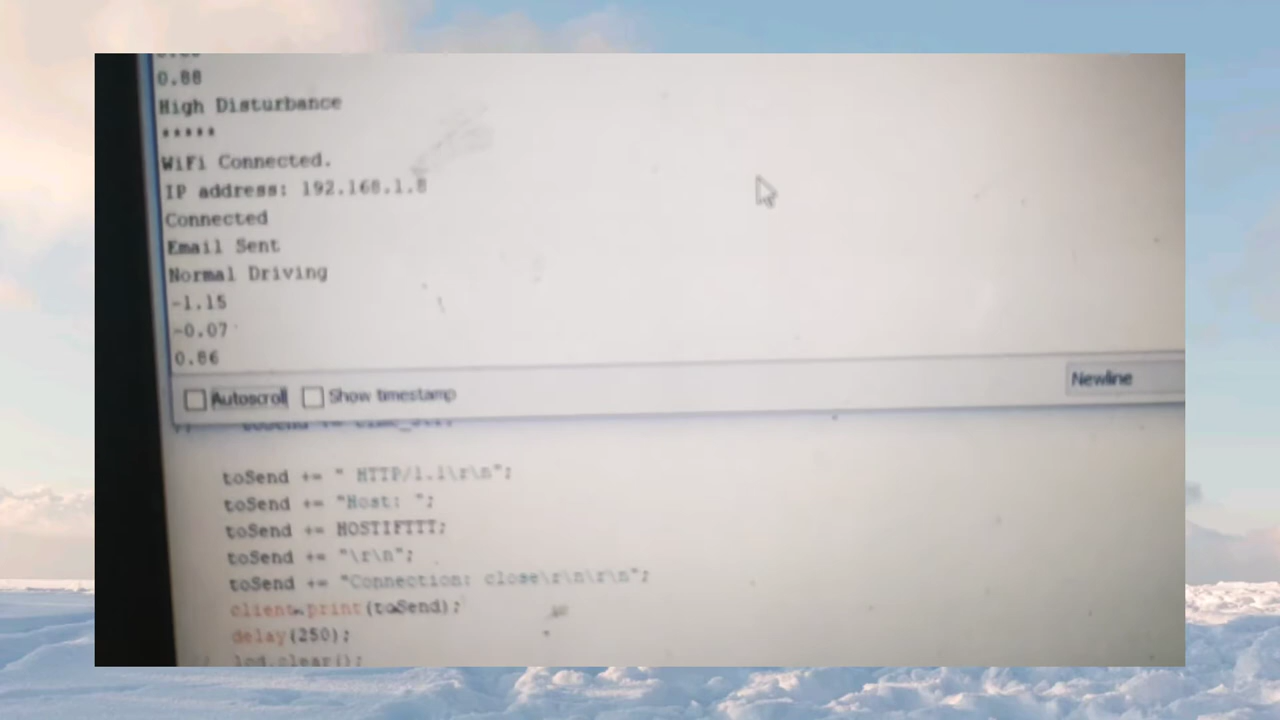 0.88
High Disturbance
*****
WiFi Connected.
IP address: 192.168.1.8
Connected
Email Sent
Normal Driving
-1.15
-0.07
0.86
Autoscroll Show timestamp
Newline
toSend += " HTTP/1.1\r\n";
toSend += "Host: ";
toSend += HOSTIFTTT;
toSend += "\r\n";
toSend += "Connection: close\r\n\r\n";
client.print(toSend);
delay(250);
// lcd.clear();